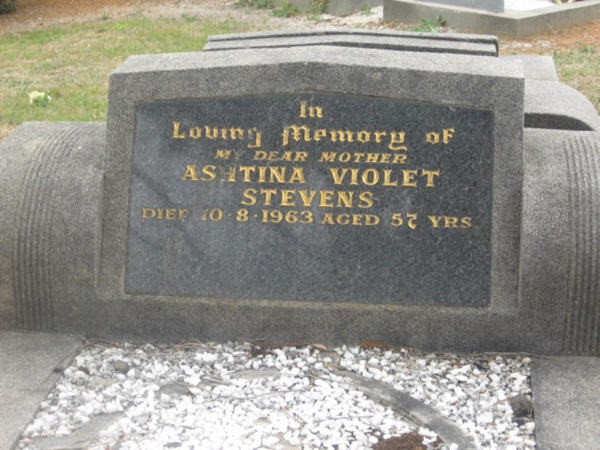 In
Loving Memory of
MY DEAR MOTHER
ASHTINA VIOLET
STEVENS
DIED 10·8·1963 AGED 57 YRS.